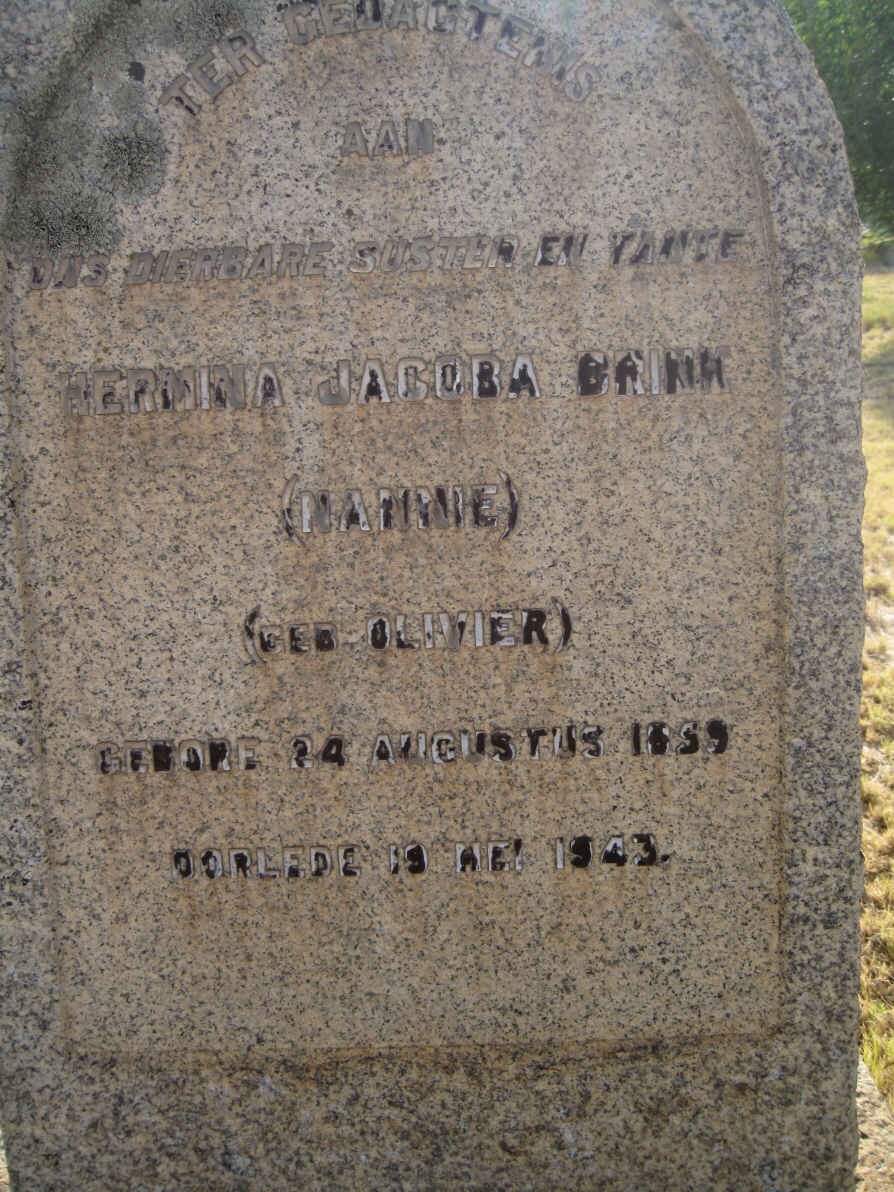 TER GEDAGTENIS
AAN
ONS DIERBARE SUSTER EN TANTE
HERMINA JACOBA BRINK
(NANNIE)
(GEB. OLIVIER)
GEBORE 24 AUGUSTUS 1859
OORLEDE 19 MEI 1943.